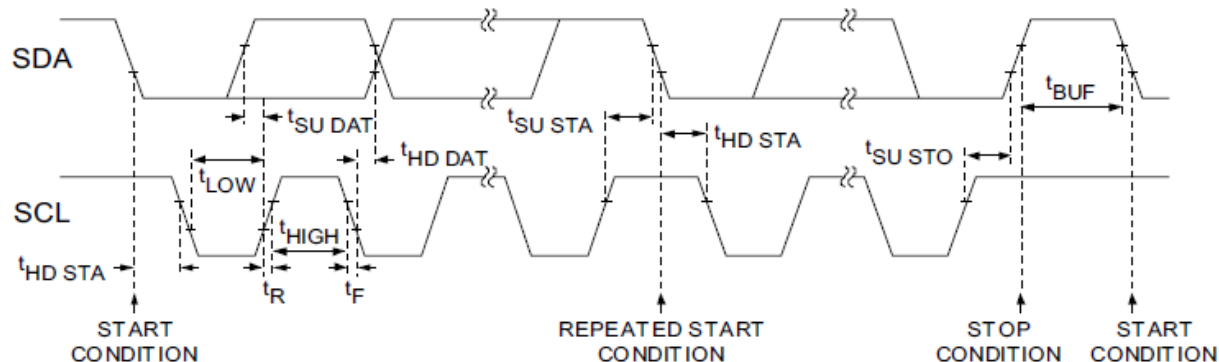 SDA
tSU DAT
tSU STA
tBUF
tHD DAT
tHD STA
tSU STO
tLOW
SCL
tHIGH
tHD STA
tR
tF
START
CONDITION
REPEATED START
CONDITION
STOP
CONDITION
START
CONDITION